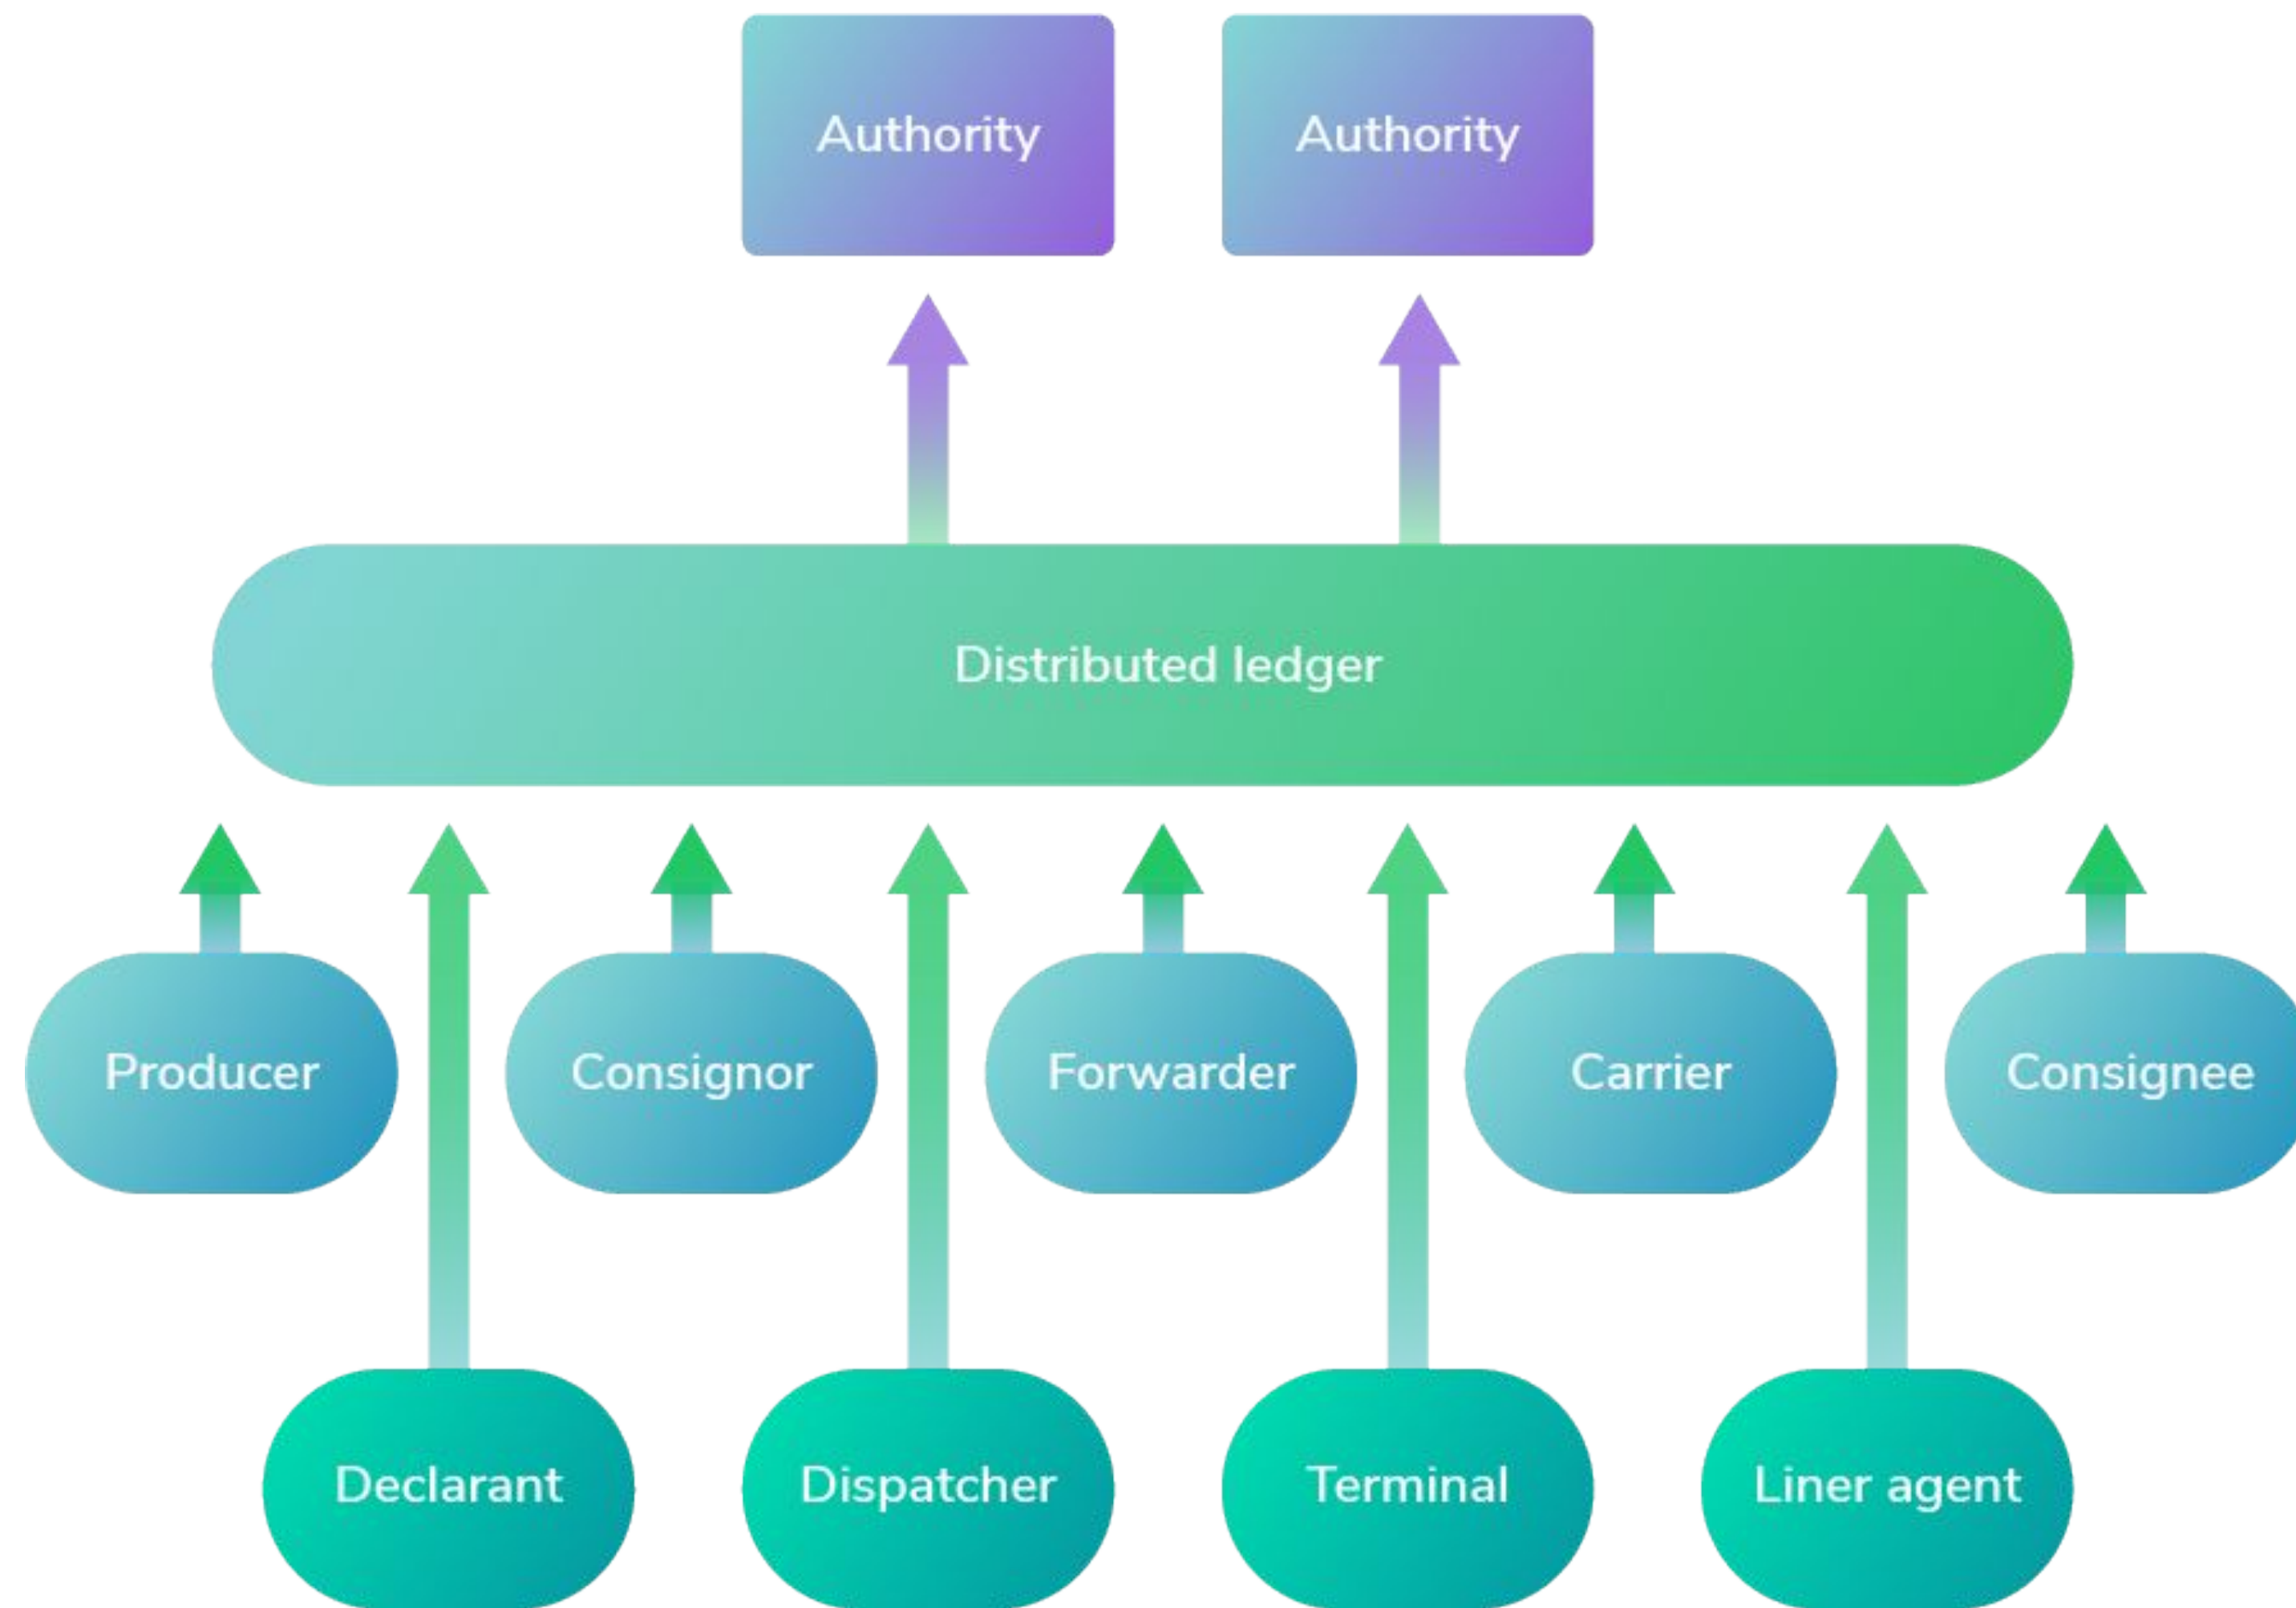 Authority
Authority
Distributed ledger
Producer
Consignor
Forwarder
Carrier
Consignee
Declarant
Dispatcher
Terminal
Liner agent